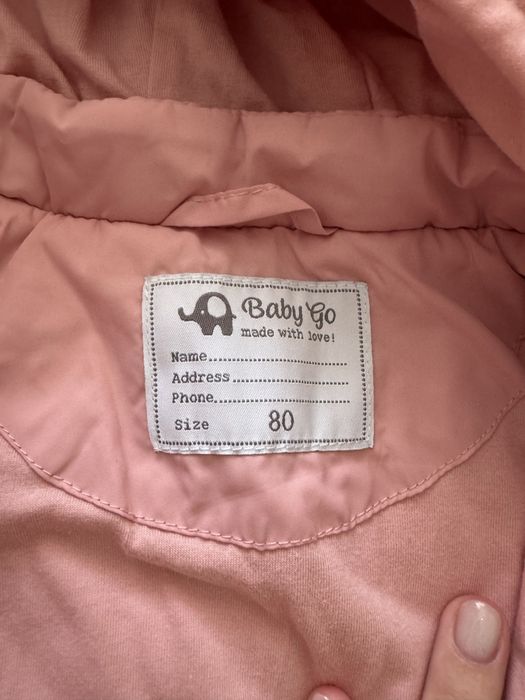 Baby Go
made with love!
Name
Address
Phone
Size 80